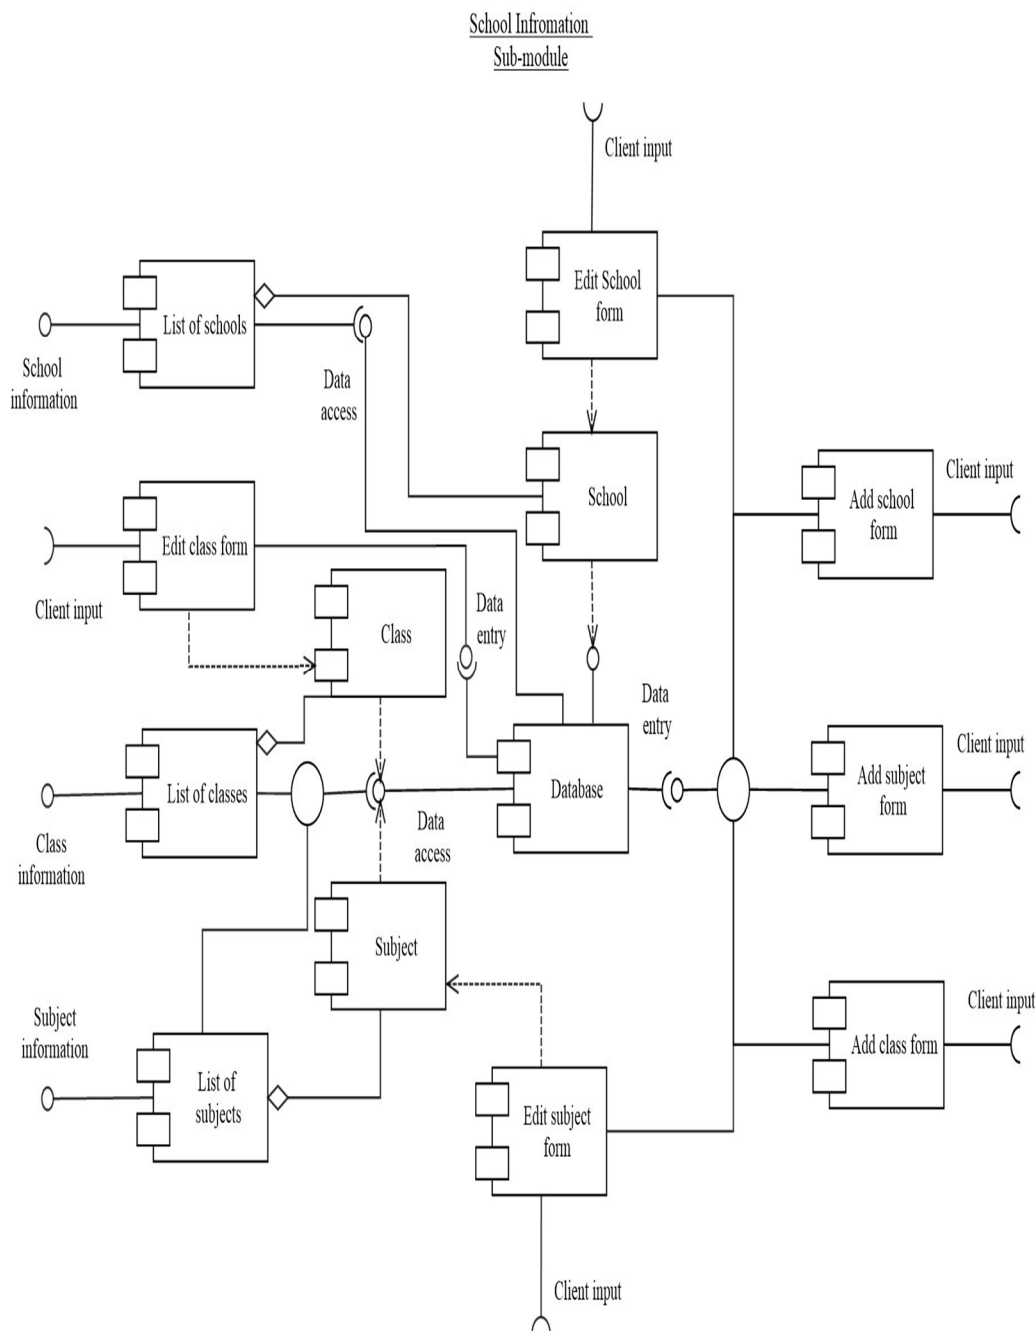 School Infromation
Sub-module
Client input
Edit School
form
List of schools
School
information
Data
access
School
Add school
form
Client input
Edit class form
Client input
Class
Data
entry
Data
entry
List of classes
Class
information
Database
Data
access
Add subject
form
Client input
Subject
Subject
information
List of
subjects
Edit subject
form
Add class form
Client input
Client input